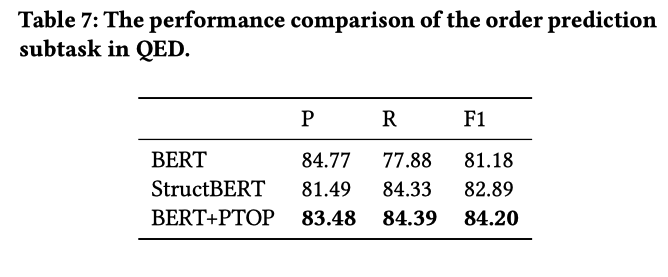 Table 7: The performance comparison of the order prediction
subtask in QED.
P R F1
BERT 84.77 77.88 81.18
StructBERT 81.49 84.33 82.89
BERT+PTOP 83.48 84.39 84.20